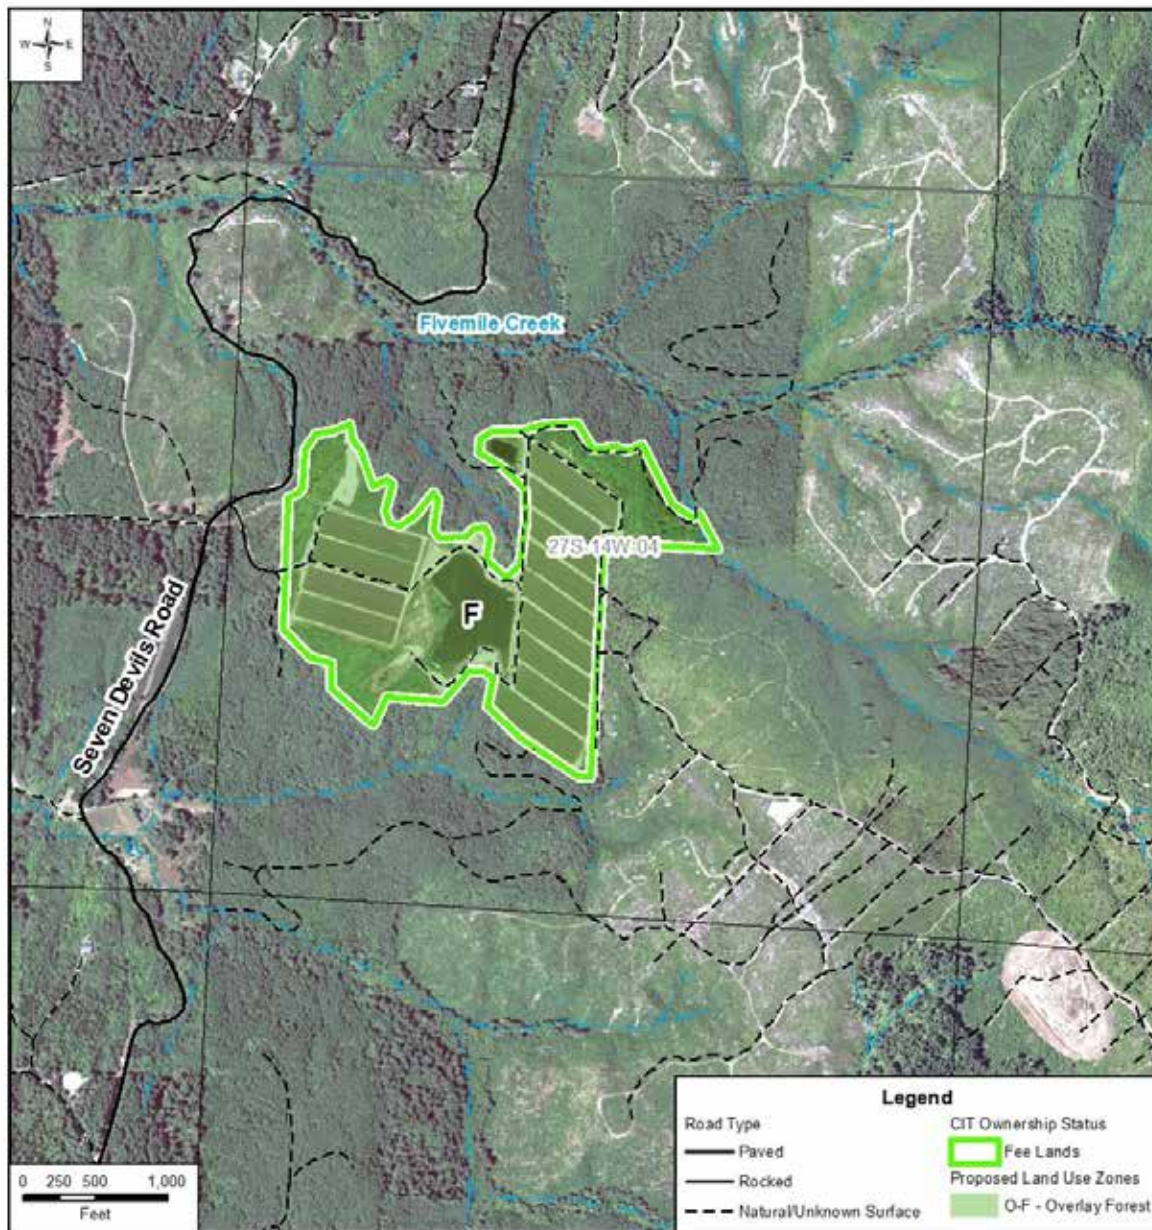 N
W E
S
Fivemile Creek
27S-14W-04
F
Seven Devils Road
Legend
Road Type
Paved
Rocked
Natural/Unknown Surface
CIT Ownership Status
Fee Lands
Proposed Land Use Zones
O-F - Overlay Forest
0 250 500 1,000
Feet